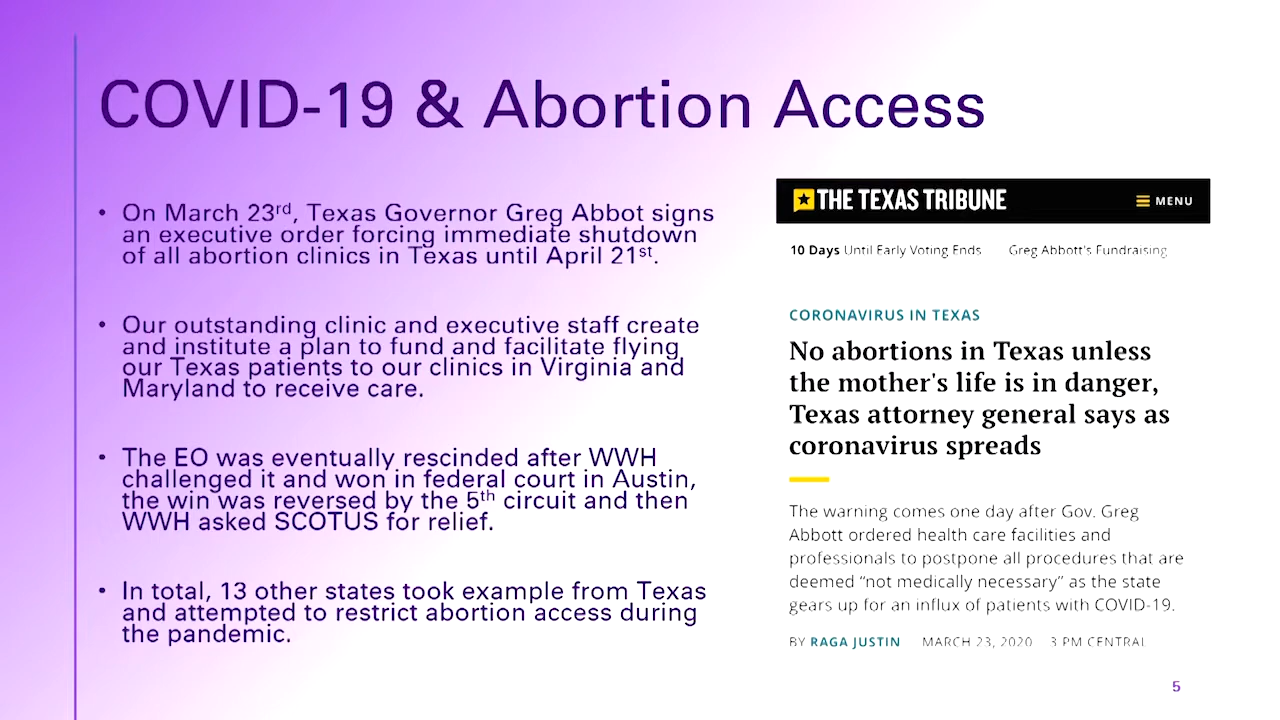 COVID-19 & Abortion Access
• On March 23rd, Texas Governor Greg Abbot signs
an executive order forcing immediate shutdown
of all abortion clinics in Texas until April 21st.
• Our outstanding clinic and executive staff create
and institute a plan to fund and facilitate flying
our Texas patients to our clinics in Virginia and
Maryland to receive care.
• The EO was eventually rescinded after WWH
challenged it and won in federal court in Austin,
the win was reversed by the 5th circuit and then
WWH asked SCOTUS for relief.
• In total, 13 other states took example from Texas
and attempted to restrict abortion access during
the pandemic.
THE TEXAS TRIBUNE MENU
10 Days Until Early Voting Ends Greg Abbott's Fundraising
CORONAVIRUS IN TEXAS
No abortions in Texas unless
the mother's life is in danger,
Texas attorney general says as
coronavirus spreads
The warning comes one day after Gov. Greg
Abbott ordered health care facilities and
professionals to postpone all procedures that are
deemed “not medically necessary” as the state
gears up for an influx of patients with COVID-19.
BY RAGA JUSTIN MARCH 23, 2020 3 PM CENTRAL
5